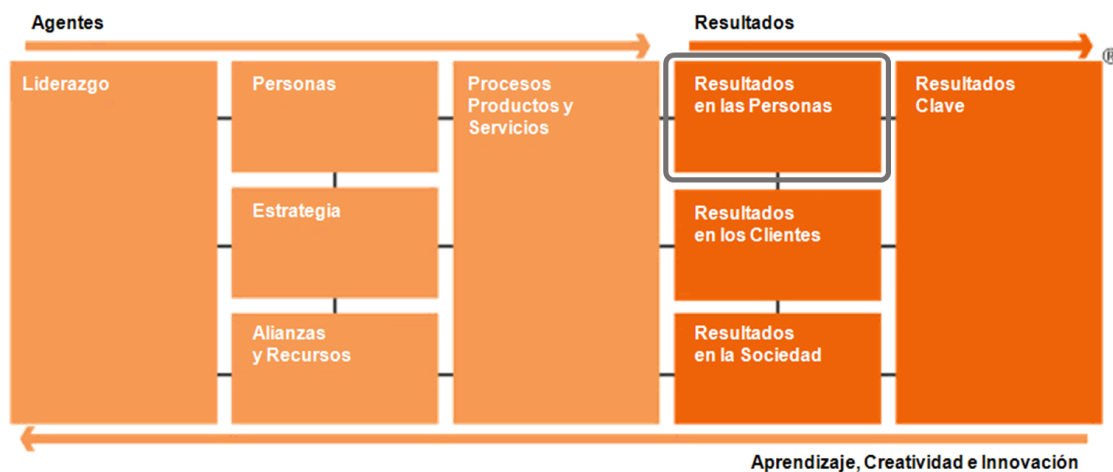 Agentes
Resultados
®
Liderazgo
Personas
Procesos
Productos y
Servicios
Resultados
en las Personas
Resultados
Clave
Estrategia
Resultados
en los Clientes
Alianzas
y Recursos
Resultados
en la Sociedad
Aprendizaje, Creatividad e Innovación